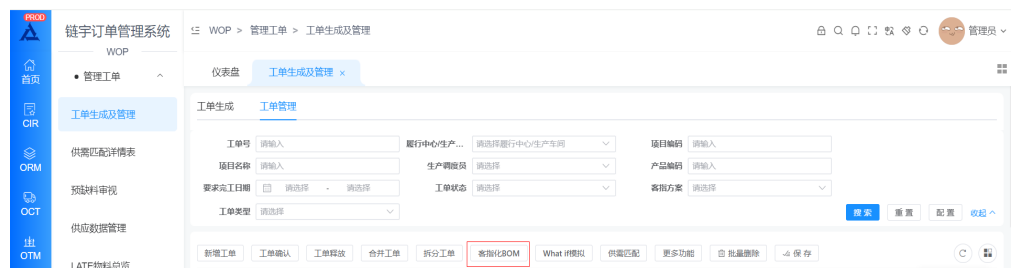 PROD
链宇订单管理系统
WOP > 管理工单 > 工单生成及管理
管理员
WOP
首页
管理工单
仪表盘
工单生成及管理 ×
工单生成
工单管理
CIR
工单生成及管理
工单号 请输入
履行中心/生产... 请选择履行中心/生产车间
项目编码 请输入
ORM
供需匹配详情表
项目名称 请输入
生产调度员 请选择
产品编码 请输入
预缺料审视
要求完工日期 请选择 - 请选择
工单状态 请选择
客指方案 请选择
OCT
工单类型 请选择
搜 索
重 置
配 置
收起
供应数据管理
OTM
新增工单
工单确认
工单释放
合并工单
拆分工单
客指化BOM
What if模拟
供需匹配
更多功能
批量删除
保 存
LATE物料总览